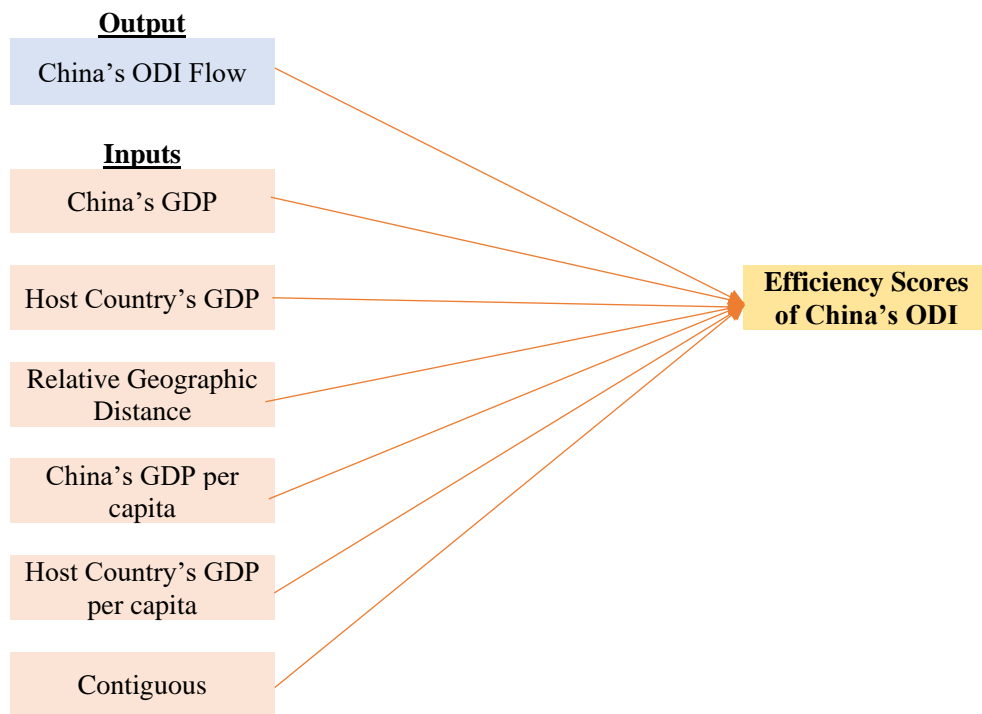 Output
China’s ODI Flow
Inputs
China’s GDP
Host Country’s GDP
Relative Geographic
Distance
China’s GDP per
capita
Host Country’s GDP
per capita
Contiguous
Efficiency Scores
of China’s ODI